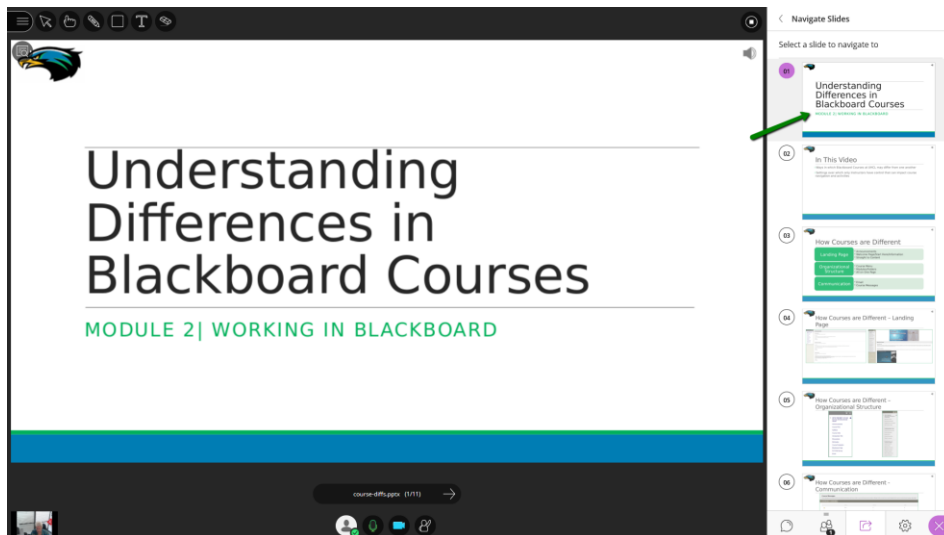 Understanding
Differences in
Blackboard Courses
MODULE 2| WORKING IN BLACKBOARD
course-diffs.pptx (1/11)
Navigate Slides
Select a slide to navigate to
01
Understanding
Differences in
Blackboard Courses
MODULE 2| WORKING IN BLACKBOARD
02
In This Video
03
How Courses are Different
Landing Page
Organizational
Structure
Communication
04
How Courses are Different - Landing
Page
05
How Courses are Different -
Organizational Structure
06
How Courses are Different -
Communication